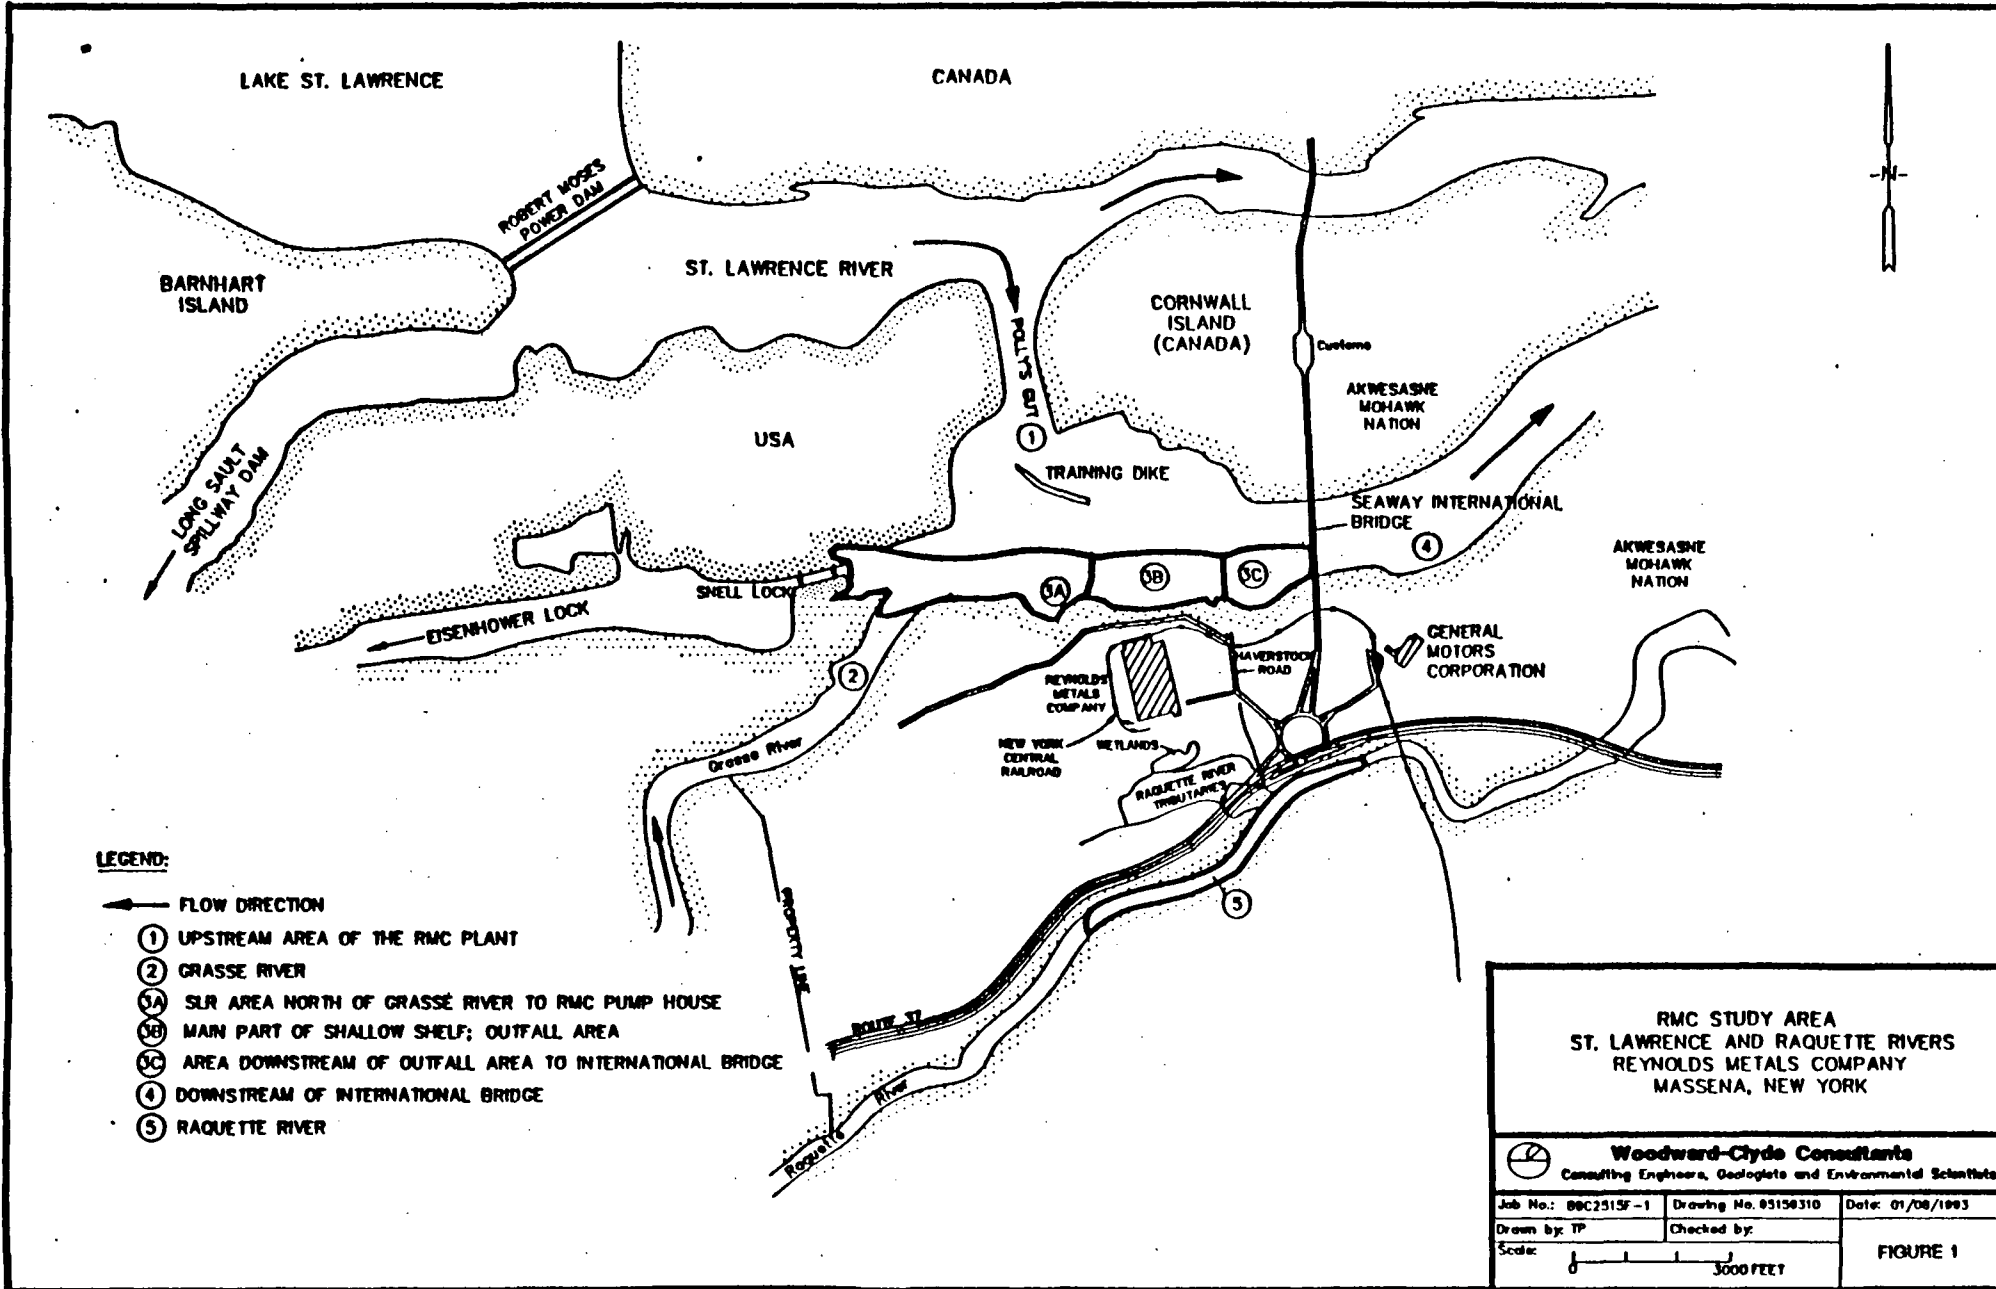 LAKE ST. LAWRENCE
CANADA
ROBERT MOSES
POWER DAM
N
BARNHART
ISLAND
ST. LAWRENCE RIVER
POLLY'S GUT
CORNWALL
ISLAND
(CANADA)
Customs
AKWESASNE
MOHAWK
NATION
USA
1
TRAINING DIKE
LONG SAULT
SPILLWAY DAM
SEAWAY INTERNATIONAL
BRIDGE
4
AKWESASNE
MOHAWK
NATION
SNELL LOCK
3A
3B
3C
EISENHOWER LOCK
2
HAVERSTOCK
ROAD
GENERAL
MOTORS
CORPORATION
REYNOLDS
METALS
COMPANY
Grasse River
NEW YORK
CENTRAL
RAILROAD
WETLANDS
RAQUETTE RIVER
TRIBUTARIES
5
PROPERTY LINE
ROUTE 37
Raquette River
LEGEND:
FLOW DIRECTION
1 UPSTREAM AREA OF THE RMC PLANT
2 GRASSE RIVER
3A SLR AREA NORTH OF GRASSE RIVER TO RMC PUMP HOUSE
3B MAIN PART OF SHALLOW SHELF; OUTFALL AREA
3C AREA DOWNSTREAM OF OUTFALL AREA TO INTERNATIONAL BRIDGE
4 DOWNSTREAM OF INTERNATIONAL BRIDGE
5 RAQUETTE RIVER
RMC STUDY AREA
ST. LAWRENCE AND RAQUETTE RIVERS
REYNOLDS METALS COMPANY
MASSENA, NEW YORK
Woodward-Clyde Consultants
Consulting Engineers, Geologists and Environmental Scientists
Job No.: 89C2515F-1
Drawing No. 05150310
Date: 01/08/1993
Drawn by: TP
Checked by:
Scale:
0 3000 FEET
FIGURE 1